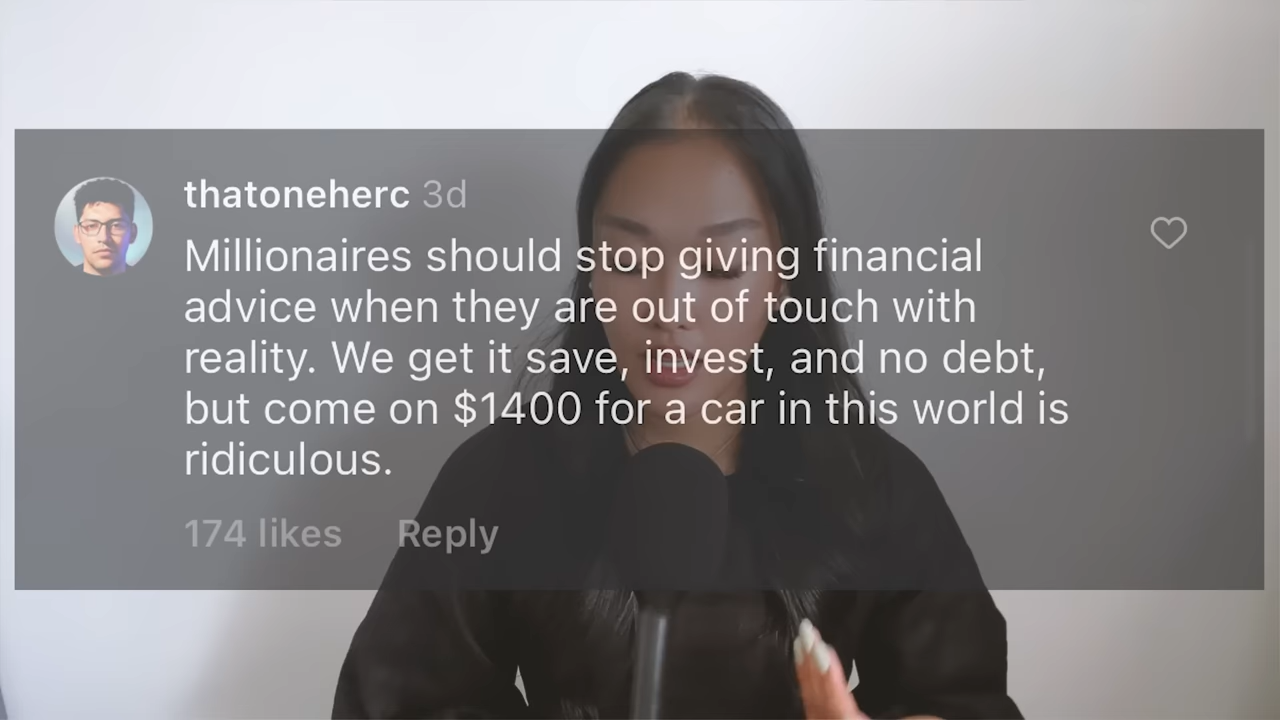 thatoneherc 3d
Millionaires should stop giving financial
advice when they are out of touch with
reality. We get it save, invest, and no debt,
but come on $1400 for a car in this world is
ridiculous.
174 likes Reply